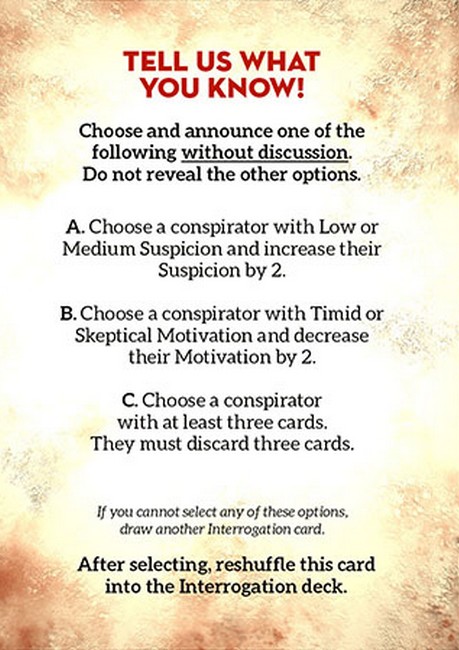 TELL US WHAT
YOU KNOW!
Choose and announce one of the
following without discussion.
Do not reveal the other options.
A. Choose a conspirator with Low or
Medium Suspicion and increase their
Suspicion by 2.
B. Choose a conspirator with Timid or
Skeptical Motivation and decrease
their Motivation by 2.
C. Choose a conspirator
with at least three cards.
They must discard three cards.
If you cannot select any of these options,
draw another Interrogation card.
After selecting, reshuffle this card
into the Interrogation deck.